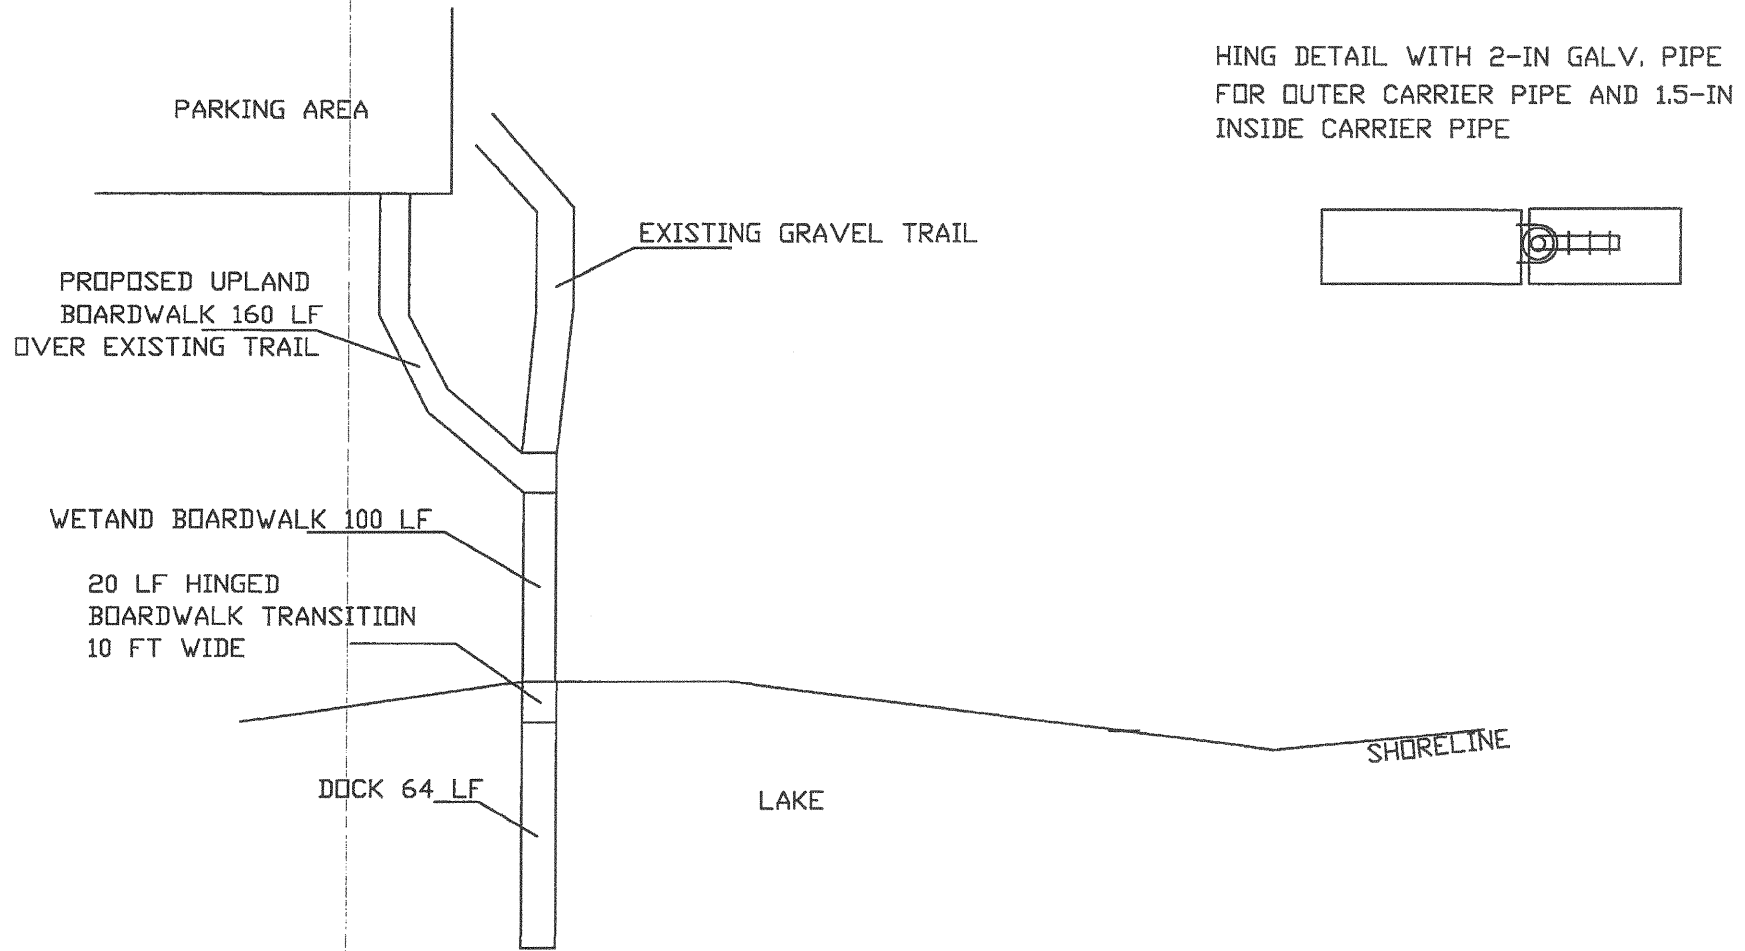 HING DETAIL WITH 2-IN GALV. PIPE
FOR OUTER CARRIER PIPE AND 1.5-IN
INSIDE CARRIER PIPE
PARKING AREA
EXISTING GRAVEL TRAIL
PROPOSED UPLAND
BOARDWALK 160 LF
OVER EXISTING TRAIL
WETAND BOARDWALK 100 LF
20 LF HINGED
BOARDWALK TRANSITION
10 FT WIDE
SHORELINE
DOCK 64 LF
LAKE